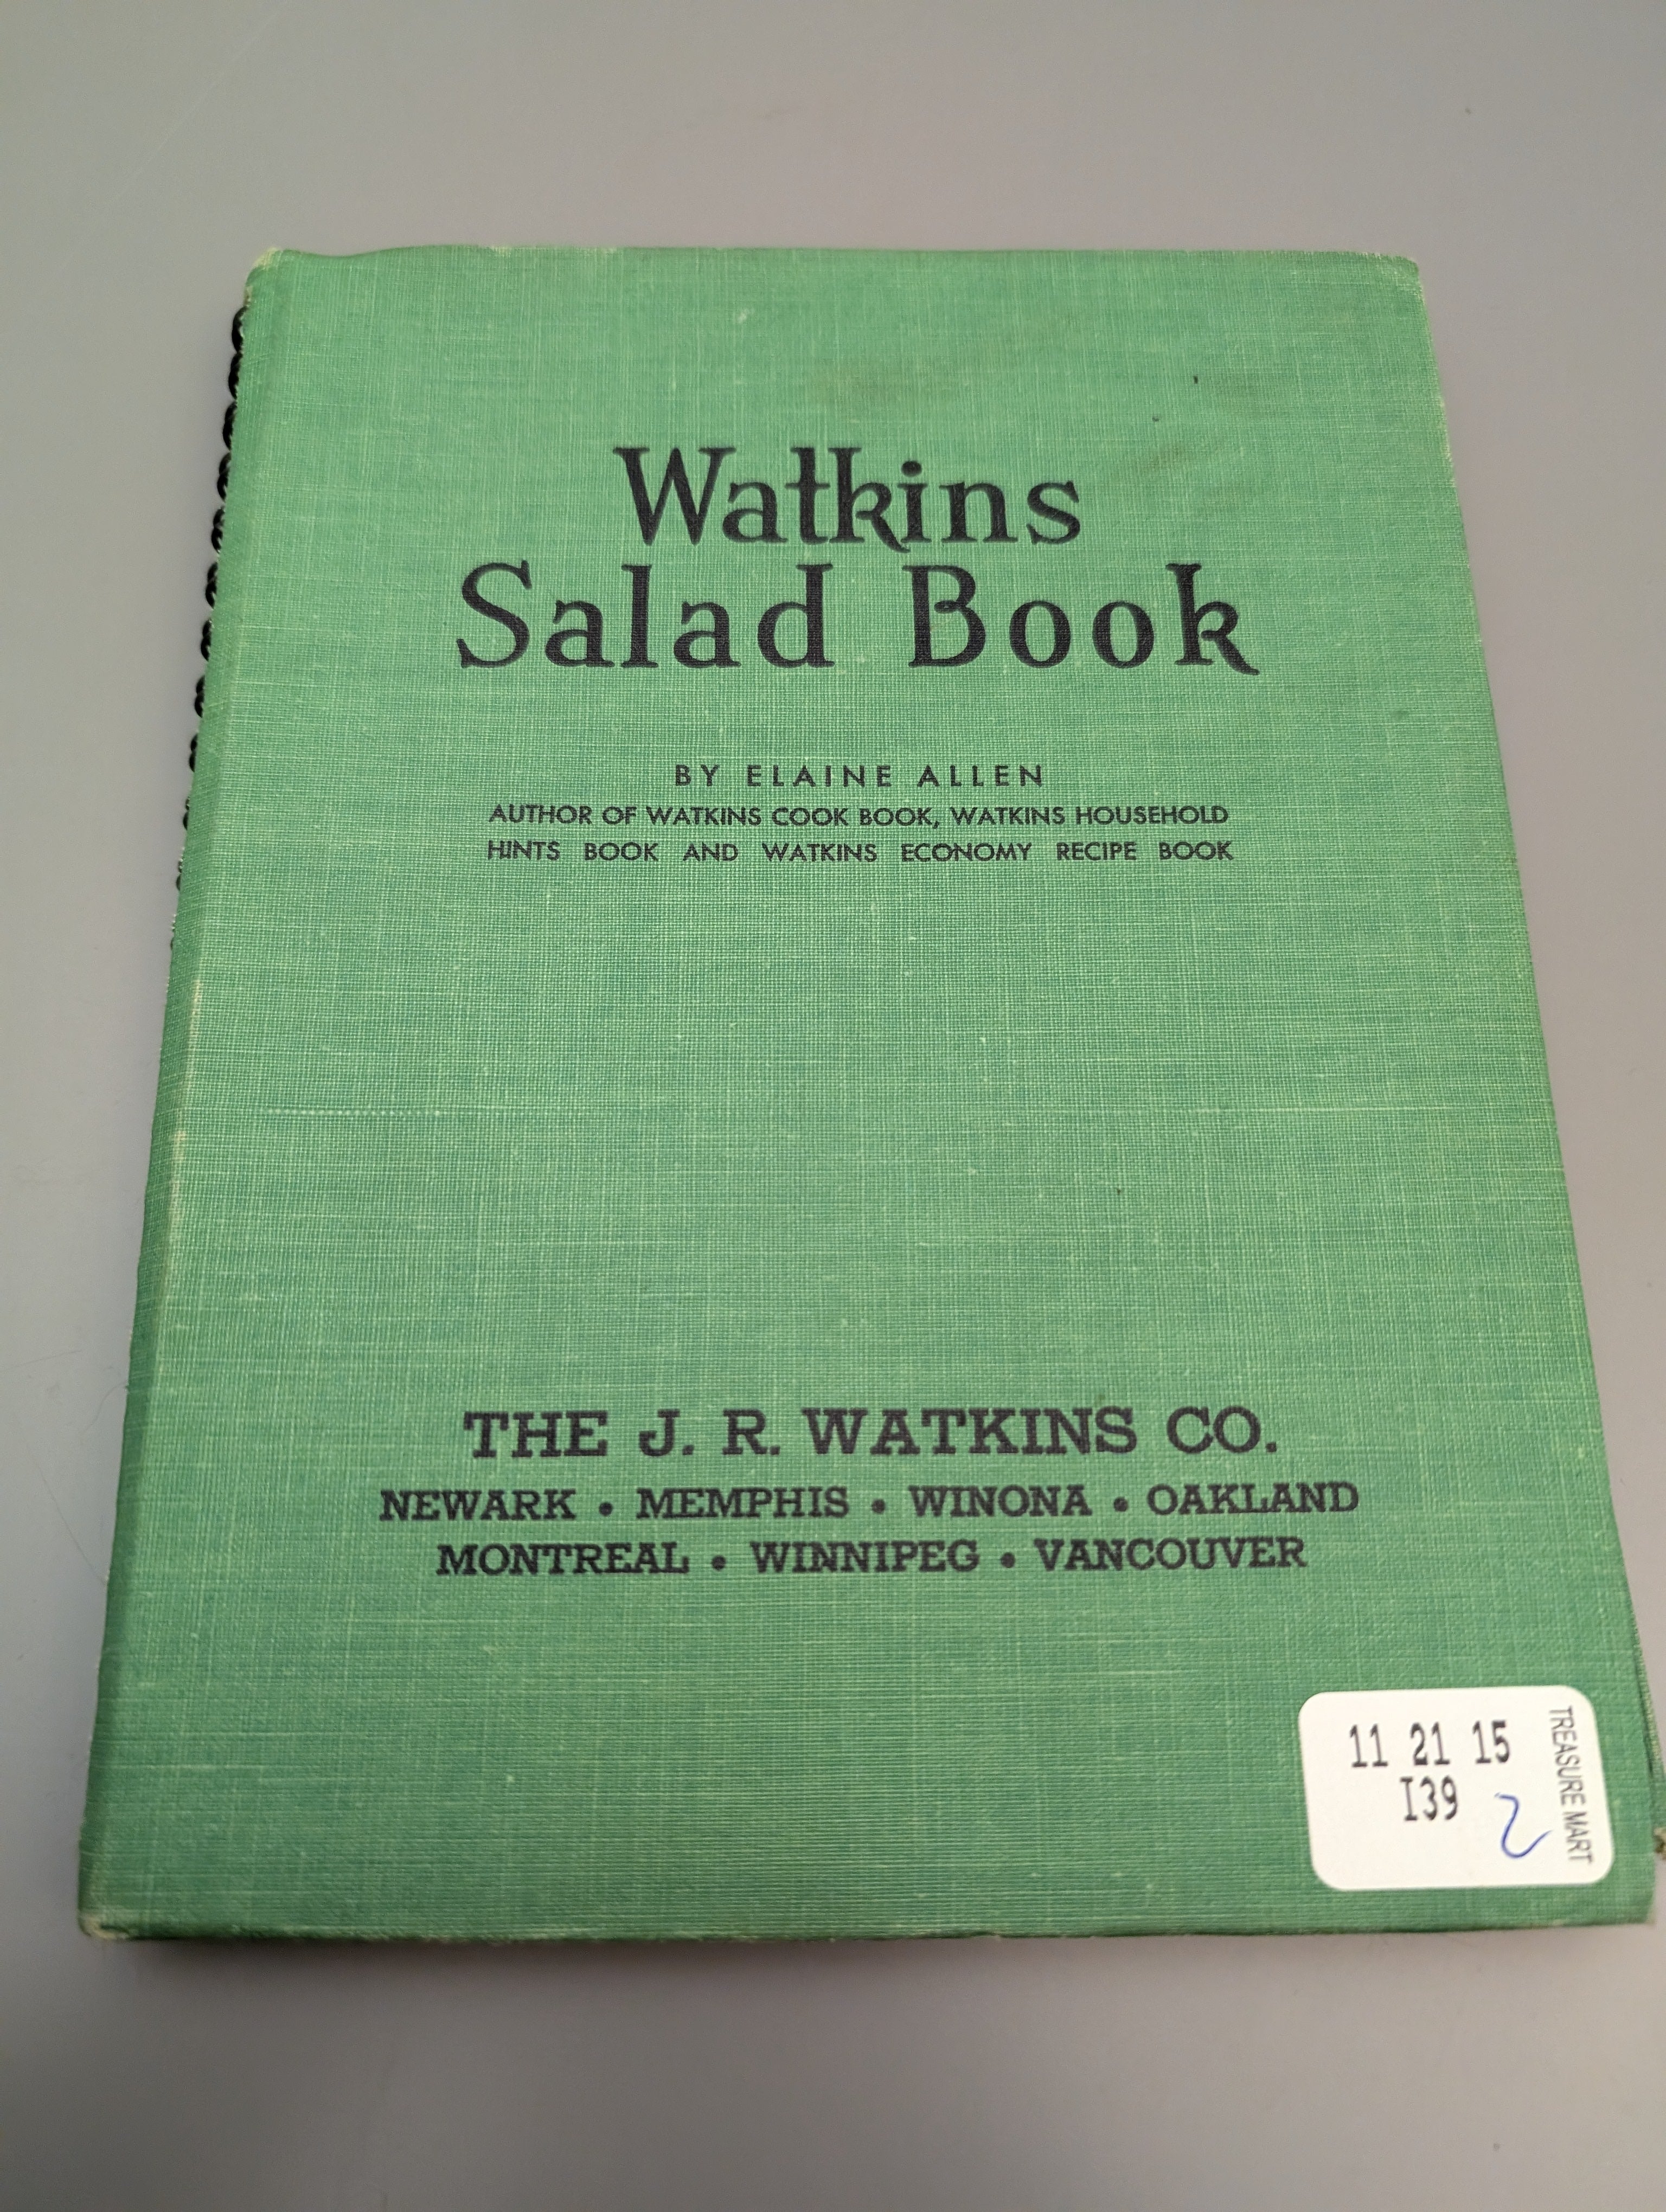 Watkins
Salad Book
BY ELAINE ALLEN
AUTHOR OF WATKINS COOK BOOK, WATKINS HOUSEHOLD
HINTS BOOK AND WATKINS ECONOMY RECIPE BOOK
THE J. R. WATKINS CO.
NEWARK • MEMPHIS • WINONA • OAKLAND
MONTREAL • WINNIPEG • VANCOUVER
11 21 15
I39 2
TREASURE MART